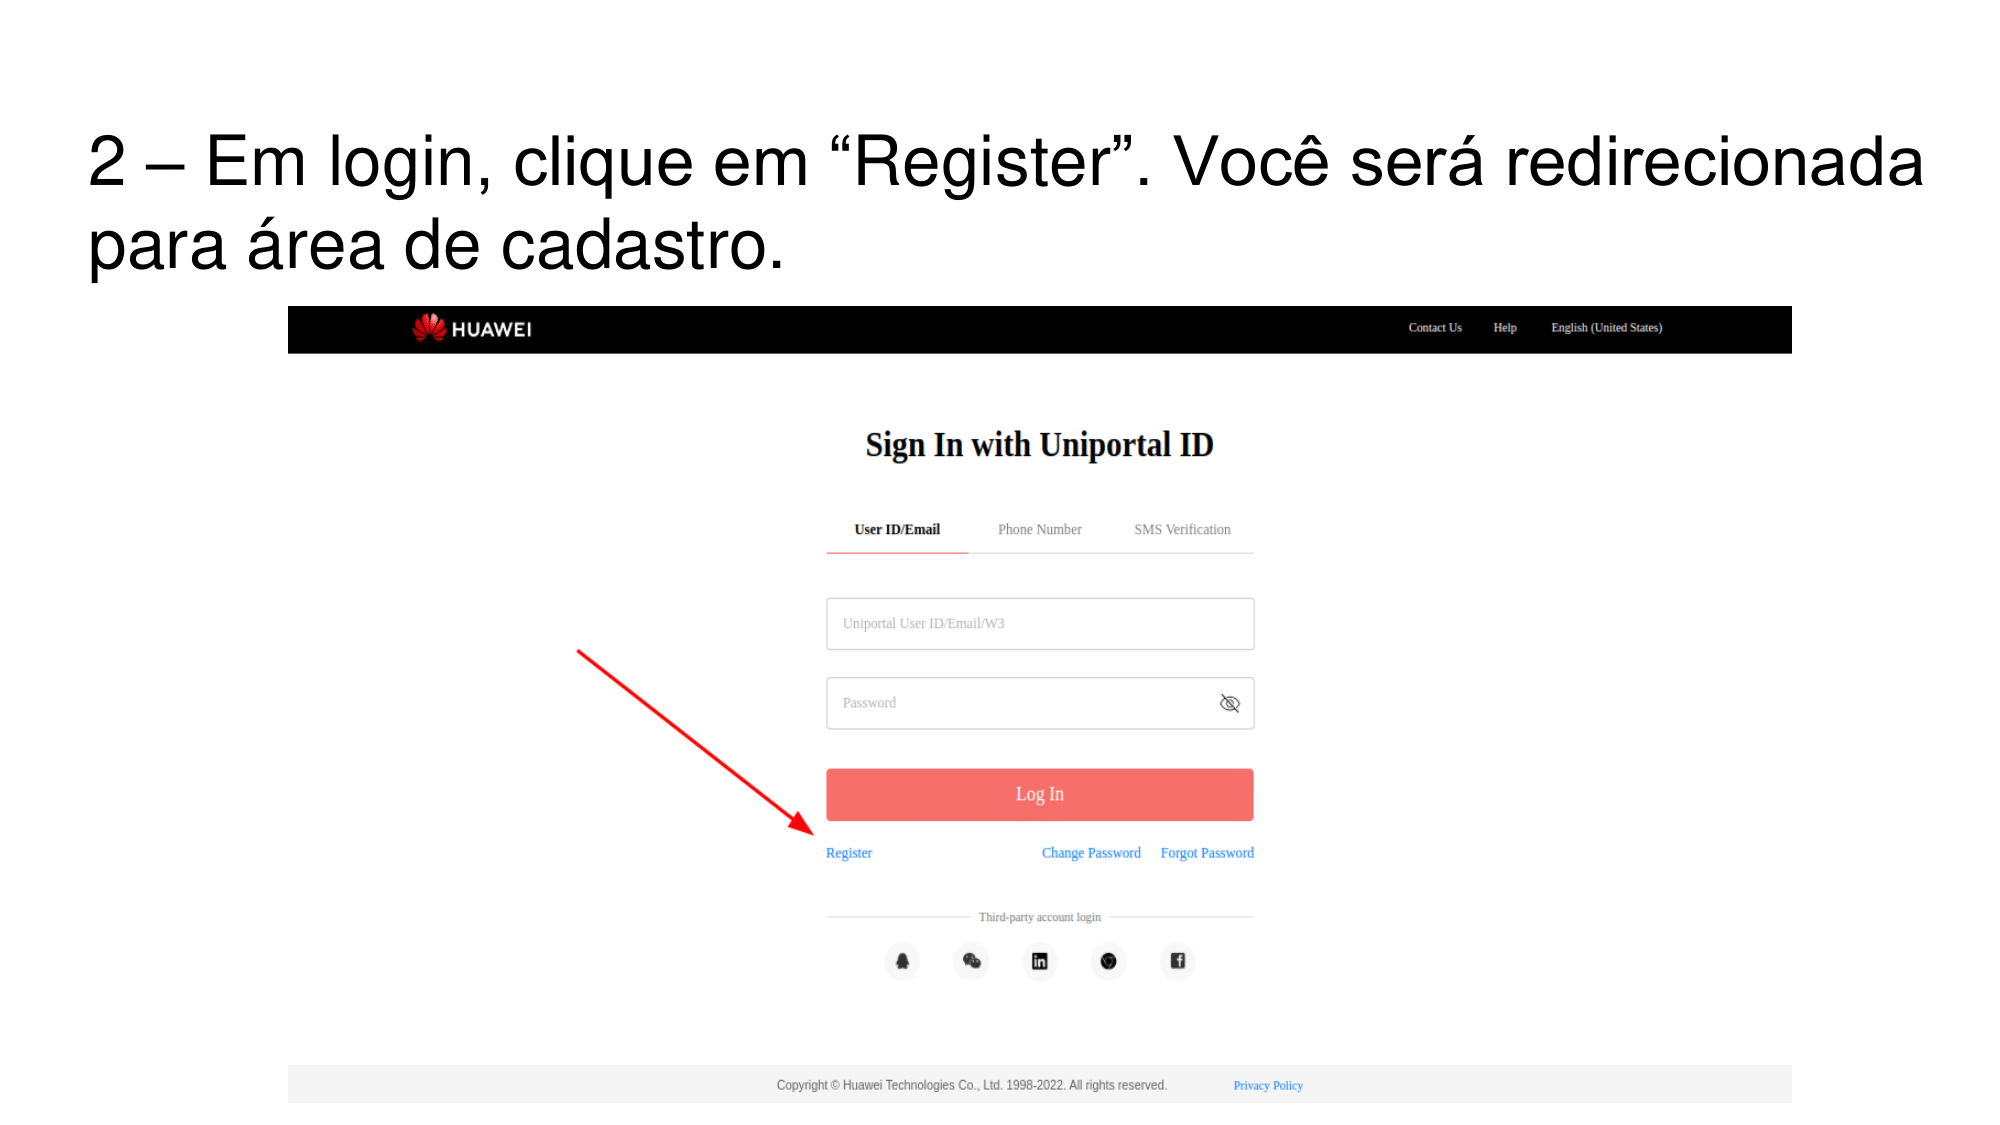 2 – Em login, clique em “Register”. Você será redirecionada
para área de cadastro.
HUAWEI
Contact Us Help English (United States)
Sign In with Uniportal ID
User ID/Email Phone Number SMS Verification
Uniportal User ID/Email/W3
Password
Log In
Register Change Password Forgot Password
Third-party account login
Copyright © Huawei Technologies Co., Ltd. 1998-2022. All rights reserved. Privacy Policy